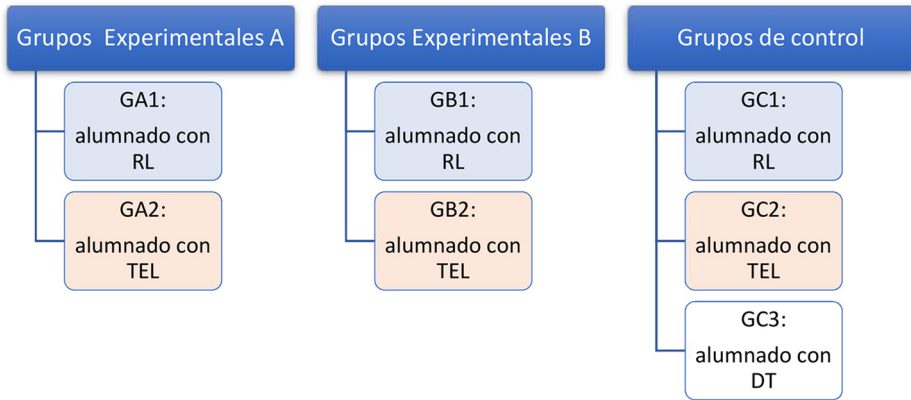 Grupos Experimentales A
GA1:
alumnado con
RL
GA2:
alumnado con
TEL
Grupos Experimentales B
GB1:
alumnado con
RL
GB2:
alumnado con
TEL
Grupos de control
GC1:
alumnado con
RL
GC2:
alumnado con
TEL
GC3:
alumnado con
DT